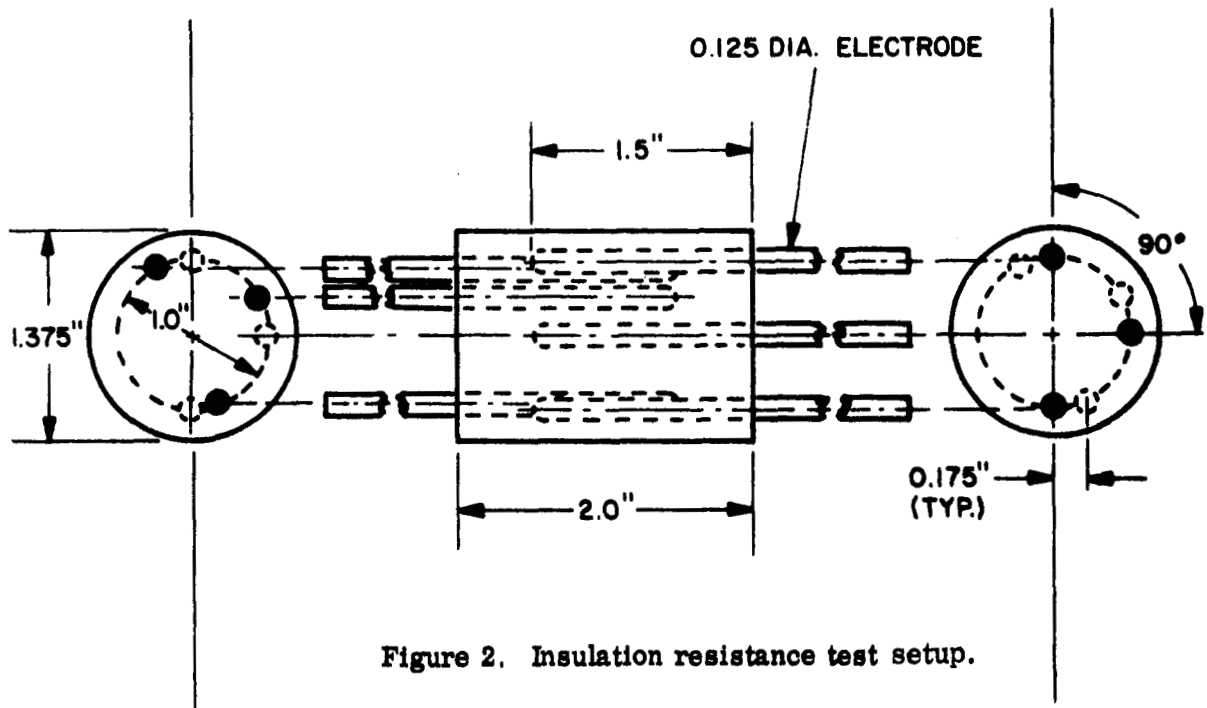 0.125 DIA. ELECTRODE
1.5"
90°
1.0"
1.375"
0.175"
(TYP.)
2.0"
Figure 2. Insulation resistance test setup.